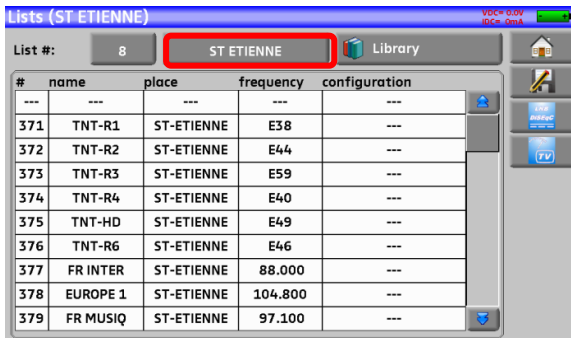 Lists (ST ETIENNE)
VDC= 0.0V
IDC= 0mA
- +
List #: 8 ST ETIENNE Library
# name place frequency configuration
--- --- --- --- ---
371 TNT-R1 ST-ETIENNE E38 ---
372 TNT-R2 ST-ETIENNE E44 ---
373 TNT-R3 ST-ETIENNE E59 ---
374 TNT-R4 ST-ETIENNE E40 ---
375 TNT-HD ST-ETIENNE E49 ---
376 TNT-R6 ST-ETIENNE E46 ---
377 FR INTER ST-ETIENNE 88.000 ---
378 EUROPE 1 ST-ETIENNE 104.800 ---
379 FR MUSIQ ST-ETIENNE 97.100 ---
LNB
DiSEqC
TV